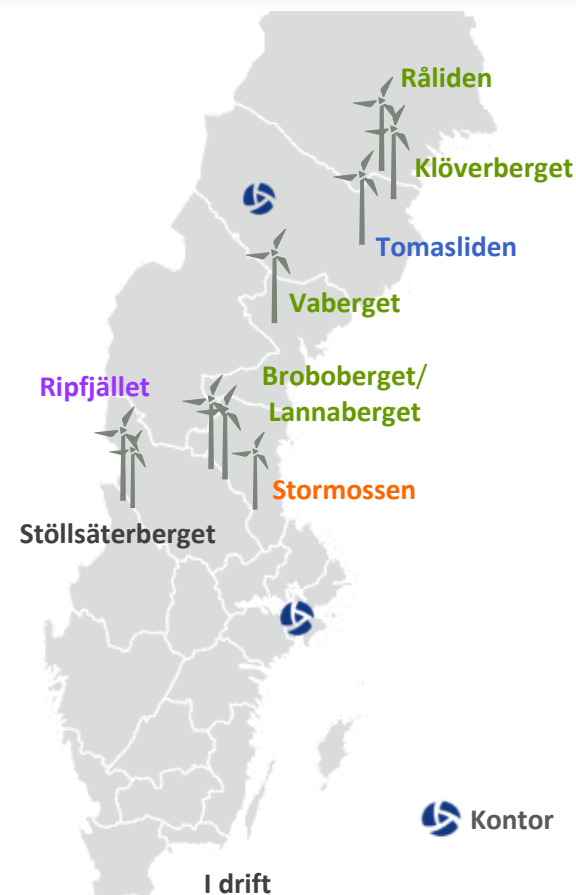 Råliden
Klöverberget
Tomasliden
Vaberget
Broboberget/
Lannaberget
Ripfjället
Stormossen
Stöllsäterberget
Kontor
I drift